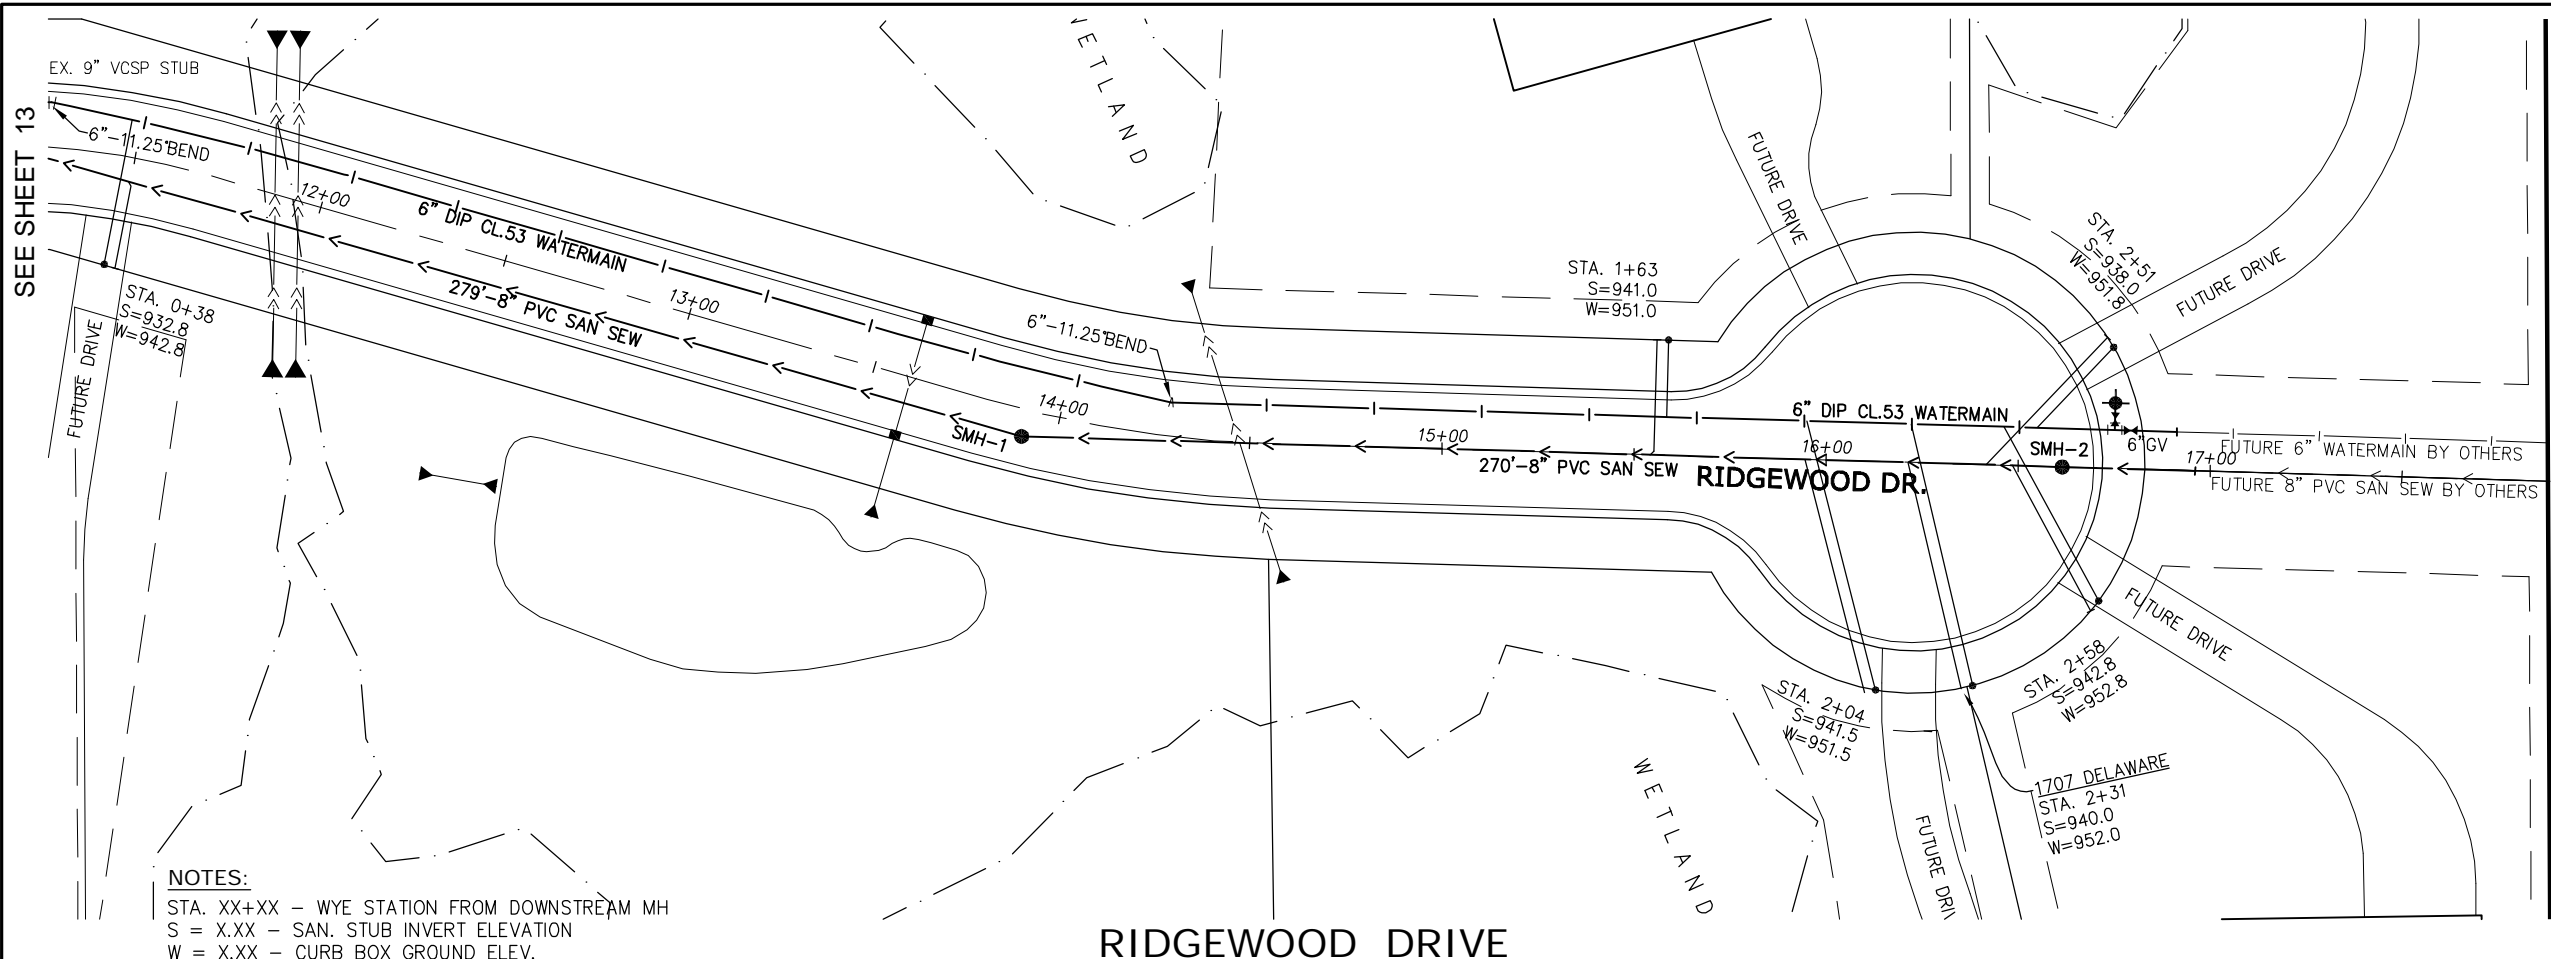 EX. 9" VCSP STUB
SEE SHEET 13
6"-11.25° BEND
12+00
6" DIP CL.53 WATERMAIN
279'-8" PVC SAN SEW
13+00
STA. 0+38
S=932.8
W=942.8
FUTURE DRIVE
WETLAND
6"-11.25° BEND
14+00
SMH-1
15+00
STA. 1+63
S=941.0
W=951.0
FUTURE DRIVE
STA. 2+51
S=938.0
W=951.8
FUTURE DRIVE
6" DIP CL.53 WATERMAIN
270'-8" PVC SAN SEW
RIDGEWOOD DR.
16+00
SMH-2
6"GV
17+00
FUTURE 6" WATERMAIN BY OTHERS
FUTURE 8" PVC SAN SEW BY OTHERS
FUTURE DRIVE
STA. 2+58
S=942.8
W=952.8
STA. 2+04
S=941.5
W=951.5
1707 DELAWARE
STA. 2+31
S=940.0
W=952.0
FUTURE DRIV
WETLAND
NOTES:
STA. XX+XX – WYE STATION FROM DOWNSTREAM MH
S = X.XX – SAN. STUB INVERT ELEVATION
W = X.XX – CURB BOX GROUND ELEV.
RIDGEWOOD DRIVE